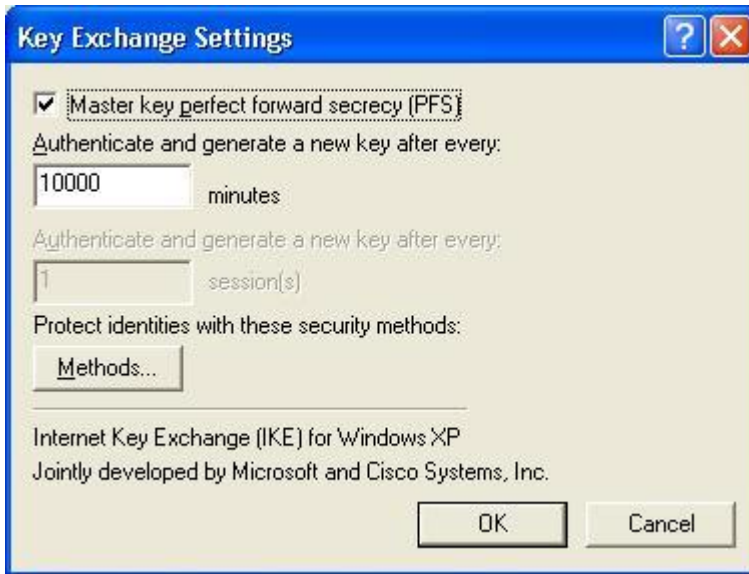 Key Exchange Settings
Master key perfect forward secrecy (PFS)
Authenticate and generate a new key after every:
10000 minutes
Authenticate and generate a new key after every:
1 session(s)
Protect identities with these security methods:
Methods...
Internet Key Exchange (IKE) for Windows XP
Jointly developed by Microsoft and Cisco Systems, Inc.
OK Cancel